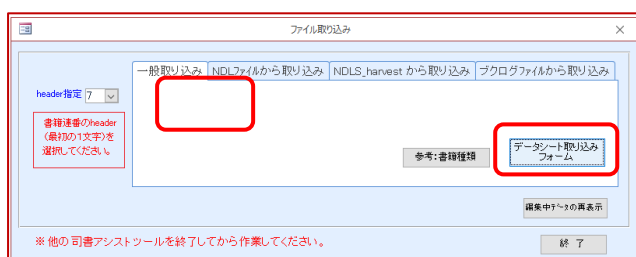 ファイル取り込み
一般取り込み NDLファイルから取り込み NDLS_harvest から取り込み ブクログファイルから取り込み
header指定 7
書籍連番のheader
(最初の1文字)を
選択してください。
参考:書籍種類
データシート取り込み
フォーム
編集中データの再表示
※ 他の 司書アシストツールを終了してから作業してください。
終 了